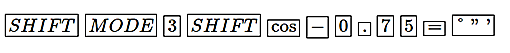 SHIFT MODE 3 SHIFT cos − 0 . 7 5 = ° " '